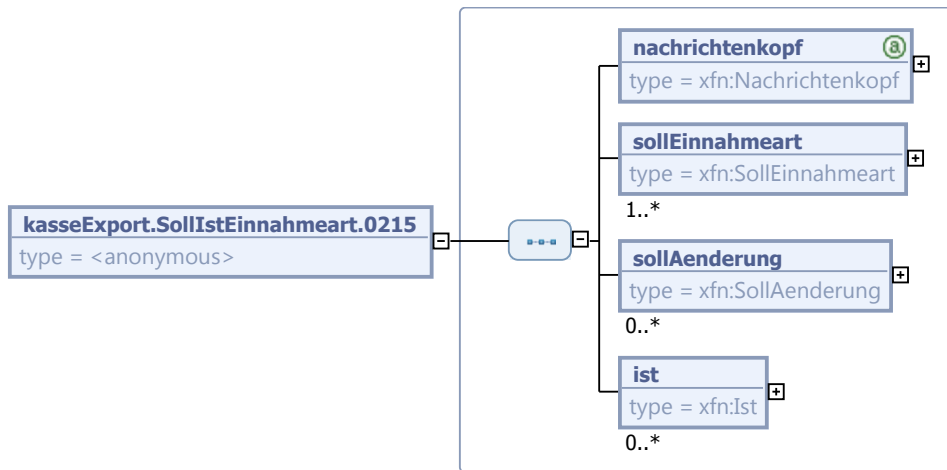 nachrichtenkopf
type = xfn:Nachrichtenkopf
sollEinnahmeart
type = xfn:SollEinnahmeart
1..*
kasseExport.SollIstEinnahmeart.0215
type = <anonymous>
sollAenderung
type = xfn:SollAenderung
0..*
ist
type = xfn:Ist
0..*